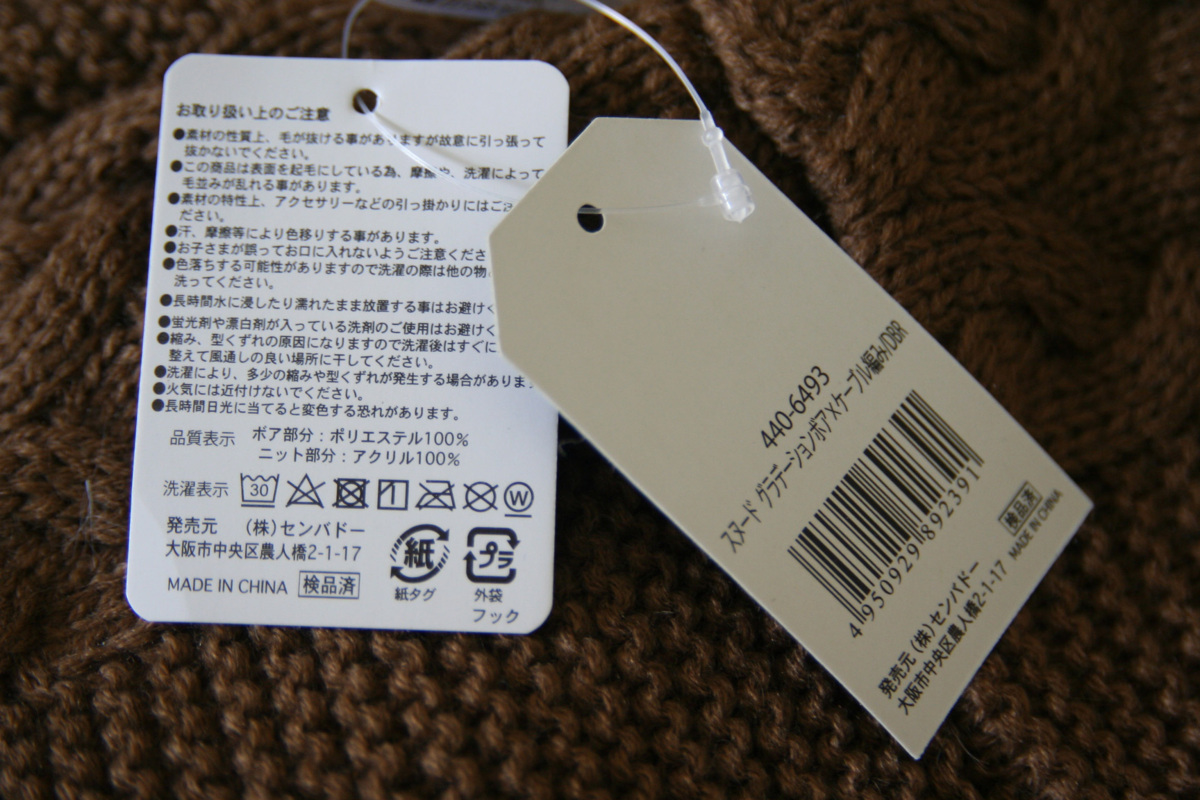 お取り扱い上のご注意
●素材の性質上、毛が抜ける事がありますが故意に引っ張って
抜かないでください。
●この商品は表面を起毛にしている為、摩擦や、洗濯によって
毛並みが乱れる事があります。
●素材の特性上、アクセサリーなどの引っ掛かりにはご
ださい。
●汗、摩擦等により色移りする事があります。
●お子さまが誤ってお口に入れないようご注意くださ
●色落ちする可能性がありますので洗濯の際は他の物
洗ってください。
●長時間水に浸したり濡れたまま放置する事はお避けく
●蛍光剤や漂白剤が入っている洗剤のご使用はお避けく
●縮み、型くずれの原因になりますので洗濯後はすぐに
整えて風通しの良い場所に干してください。
●洗濯により、多少の縮みや型くずれが発生する場合があります
●火気には近付けないでください。
●長時間日光に当てると変色する恐れがあります。
品質表示 ボア部分：ポリエステル100%
ニット部分：アクリル100%
洗濯表示 30 W
発売元 （株）センバドー
大阪市中央区農人橋2-1-17
MADE IN CHINA 検品済
紙 プラ
紙タグ 外袋
フック
440-6493
スヌード グラデーションボア×ケーブル編み/DBR
4950929892391
検品済
MADE IN CHINA
発売元（株）センバドー
大阪市中央区農人橋2-1-17